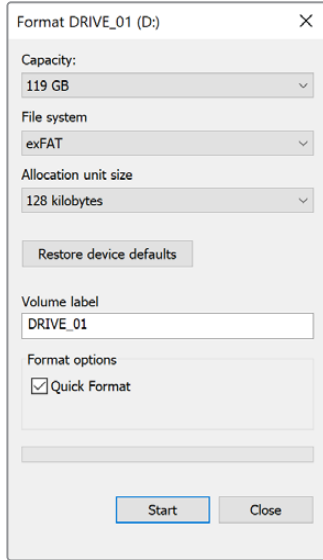 Format DRIVE_01 (D:)
Capacity:
119 GB
File system
exFAT
Allocation unit size
128 kilobytes
Restore device defaults
Volume label
DRIVE_01
Format options
Quick Format
Start Close